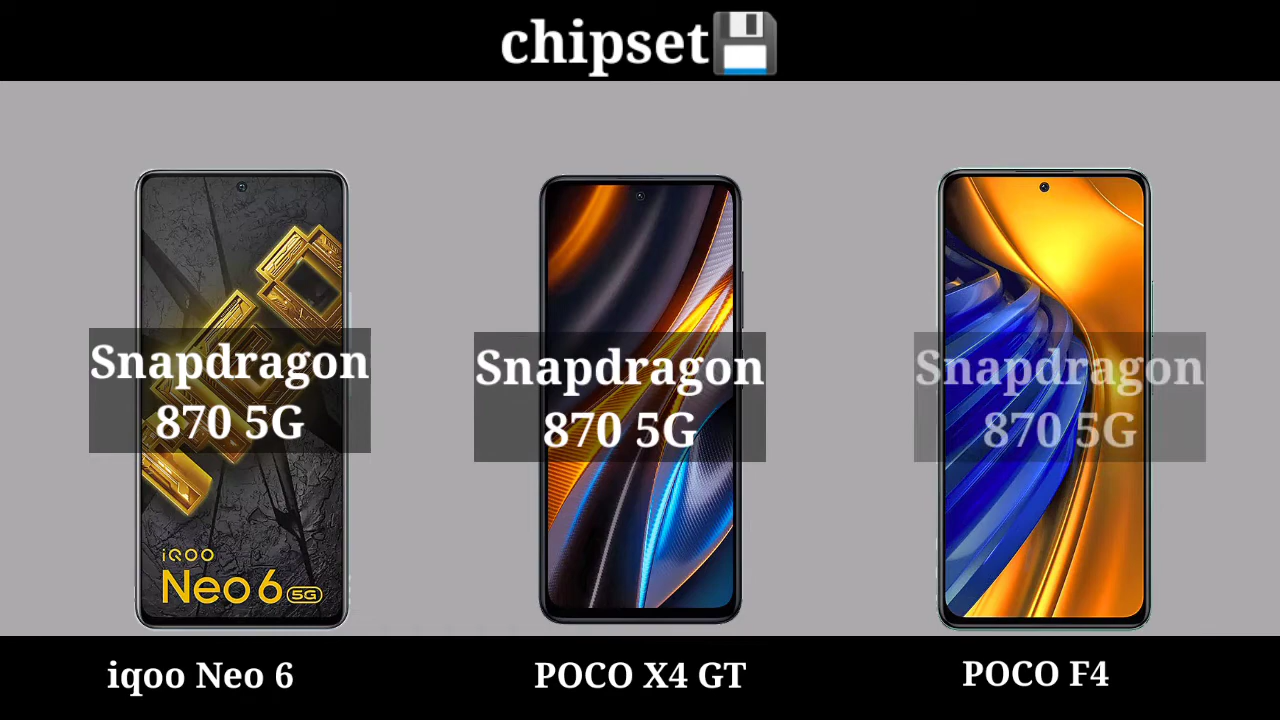 chipset💾
Snapdragon
870 5G
Snapdragon
870 5G
Snapdragon
870 5G
iQOO
Neo 6 5G
iqoo Neo 6
POCO X4 GT
POCO F4